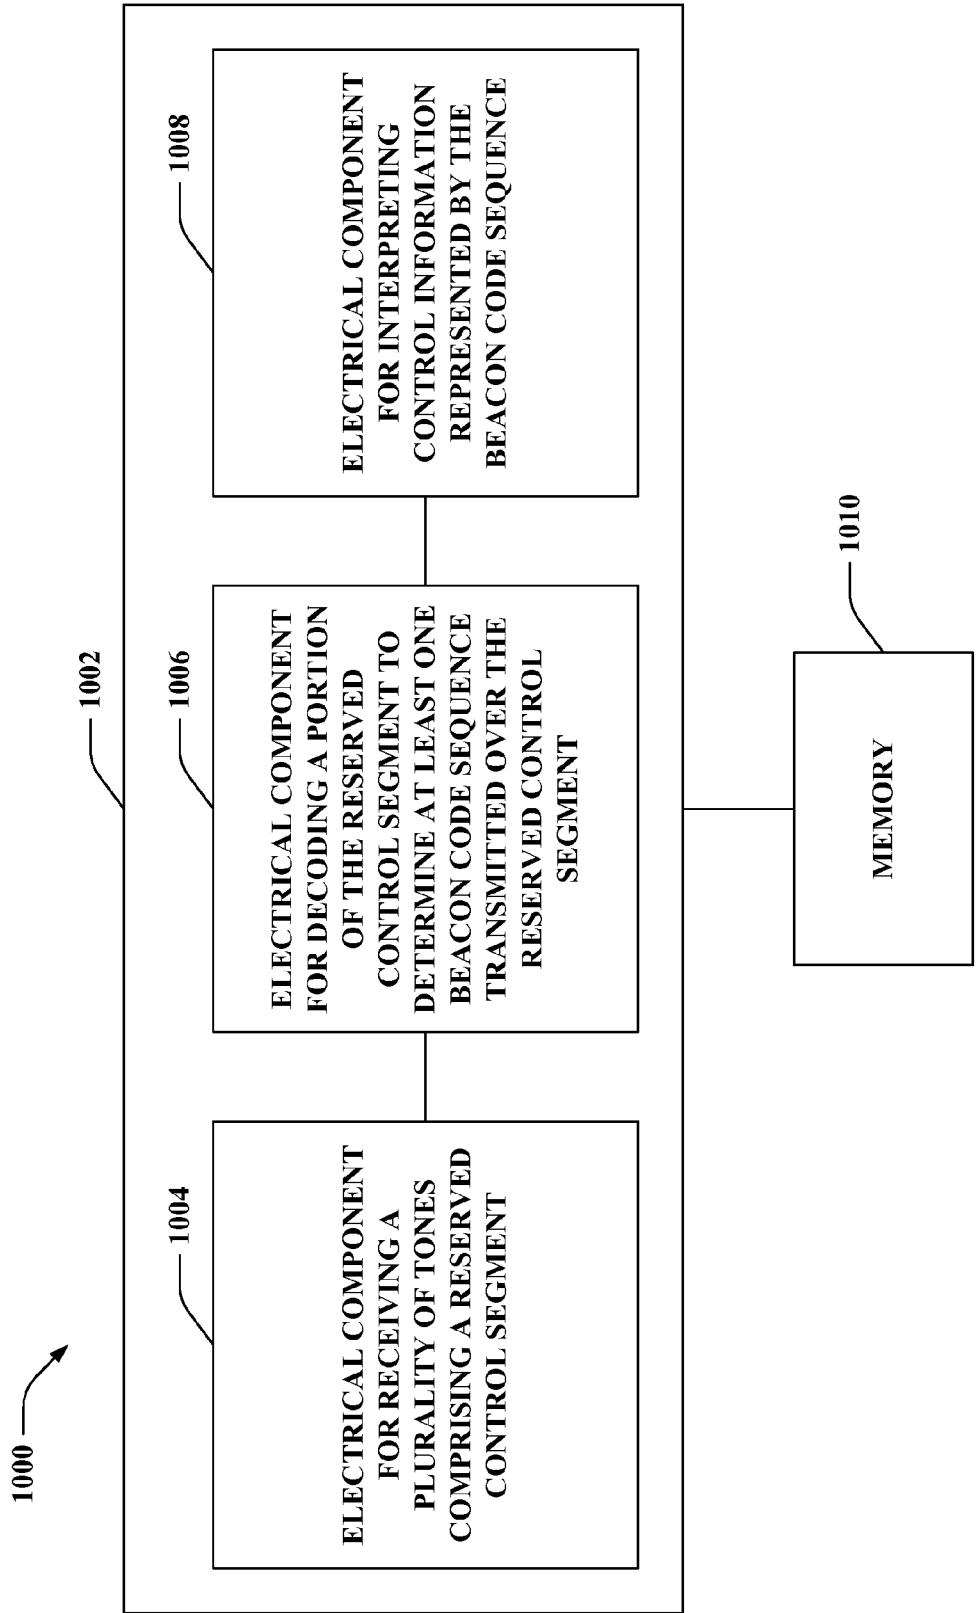 1000
1002
1004
ELECTRICAL COMPONENT
FOR RECEIVING A
PLURALITY OF TONES
COMPRISING A RESERVED
CONTROL SEGMENT
1006
ELECTRICAL COMPONENT
FOR DECODING A PORTION
OF THE RESERVED
CONTROL SEGMENT TO
DETERMINE AT LEAST ONE
BEACON CODE SEQUENCE
TRANSMITTED OVER THE
RESERVED CONTROL
SEGMENT
1008
ELECTRICAL COMPONENT
FOR INTERPRETING
CONTROL INFORMATION
REPRESENTED BY THE
BEACON CODE SEQUENCE
1010
MEMORY